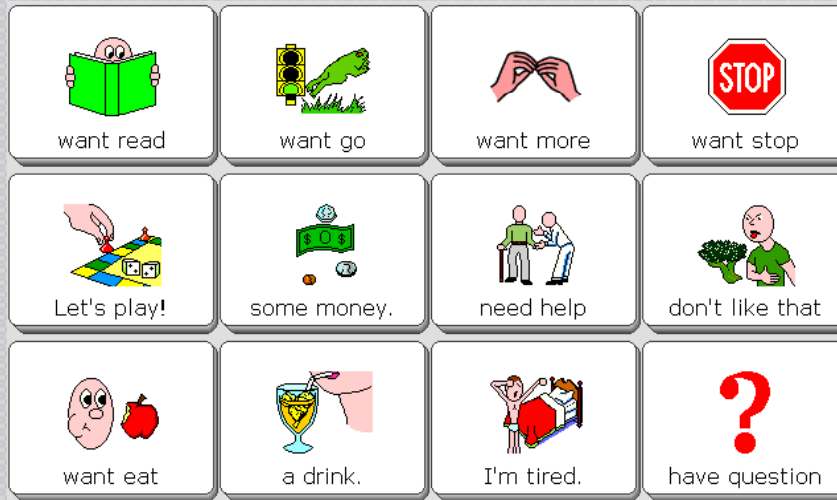 want read
want go
want more
STOP
want stop
Let's play!
some money.
$ 0 $
need help
don't like that
want eat
a drink.
I'm tired.
?
have question